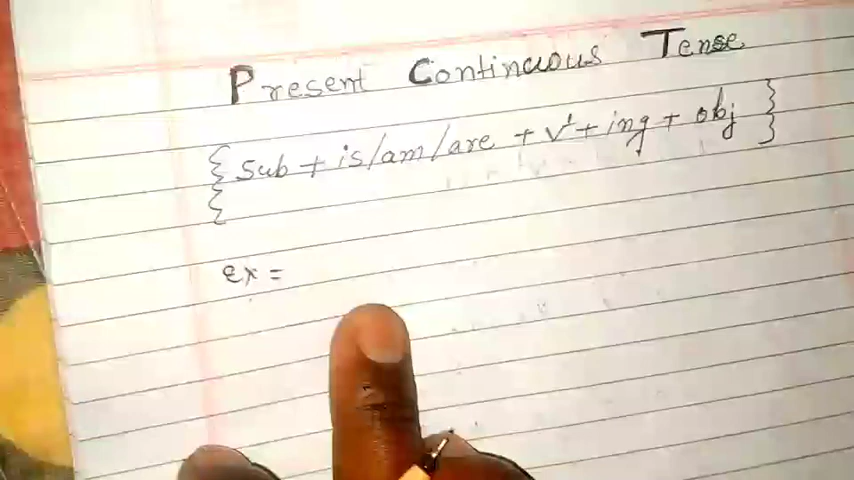 Present Continuous Tense
{ Sub + is/am/are + v¹ + ing + obj }
ex =